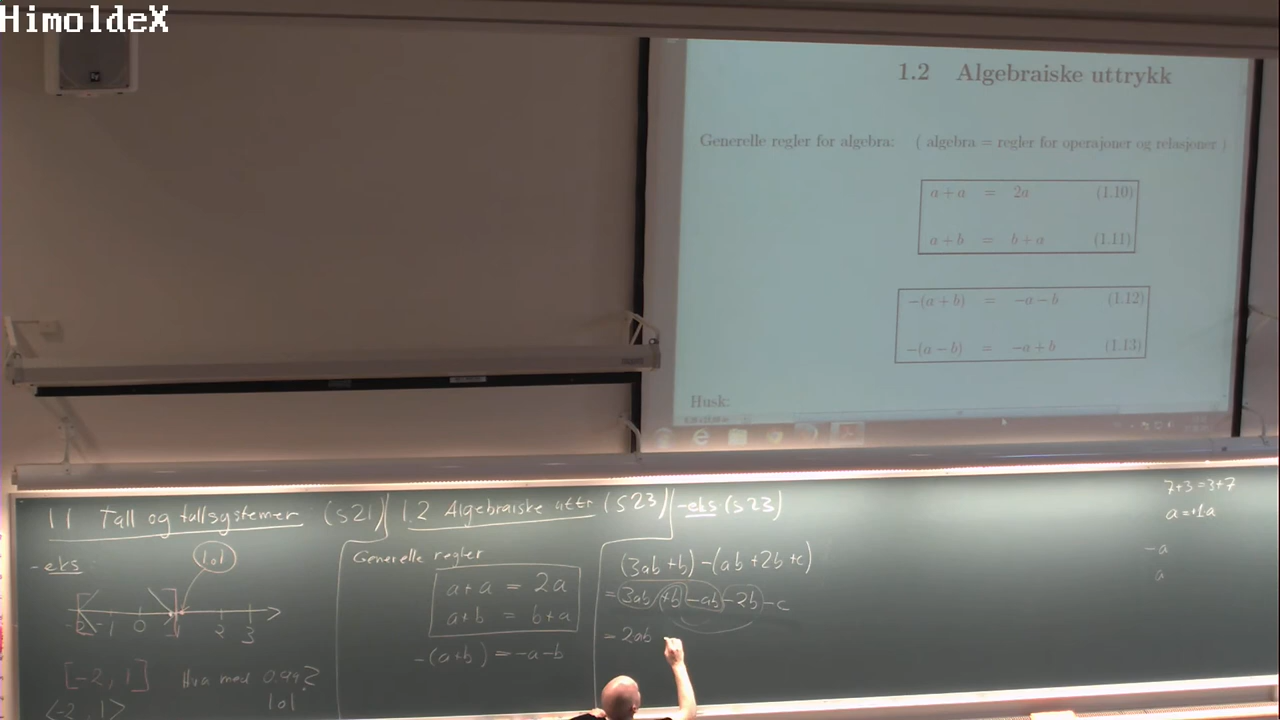 HimoldeX
1.2 Algebraiske uttrykk
Generelle regler for algebra: ( algebra = regler for operajoner og relasjoner )
a + a = 2a (1.10)
a + b = b + a (1.11)
−(a + b) = −a − b (1.12)
−(a − b) = −a + b (1.13)
Husk:
1.1 Tall og tallsystemer (s21)
- eks
lol
-2 -1 0 1 2 3
[-2, 1] Hva med 0.99?
<-2, 1> lol
1.2 Algebraiske uttr (s23)
Generelle regler
a+a = 2a
a+b = b+a
-(a+b) = -a-b
-eks (s23)
(3ab+b)-(ab+2b+c)
= 3ab+b-ab-2b-c
= 2ab
7+3=3+7
a=+1a
-a
a